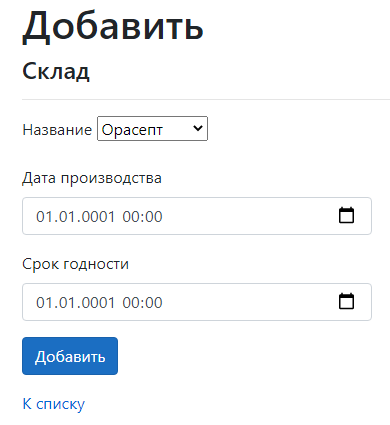 Добавить
Склад
Название Орасепт
Дата производства
01.01.0001 00:00
Срок годности
01.01.0001 00:00
Добавить
К списку